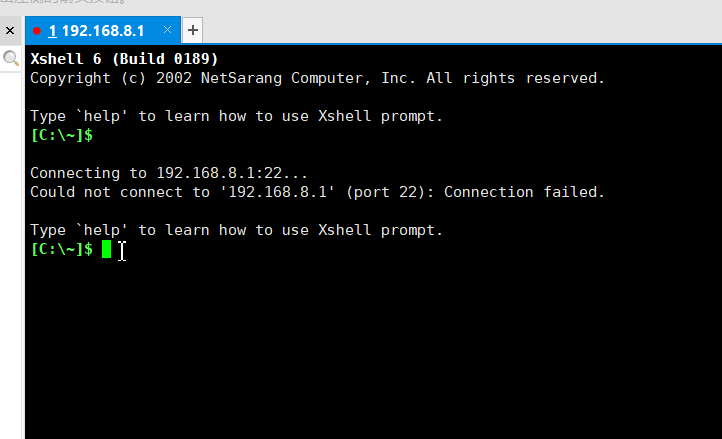 1 192.168.8.1
Xshell 6 (Build 0189)
Copyright (c) 2002 NetSarang Computer, Inc. All rights reserved.
Type `help' to learn how to use Xshell prompt.
[C:\~]$
Connecting to 192.168.8.1:22...
Could not connect to '192.168.8.1' (port 22): Connection failed.
Type `help' to learn how to use Xshell prompt.
[C:\~]$